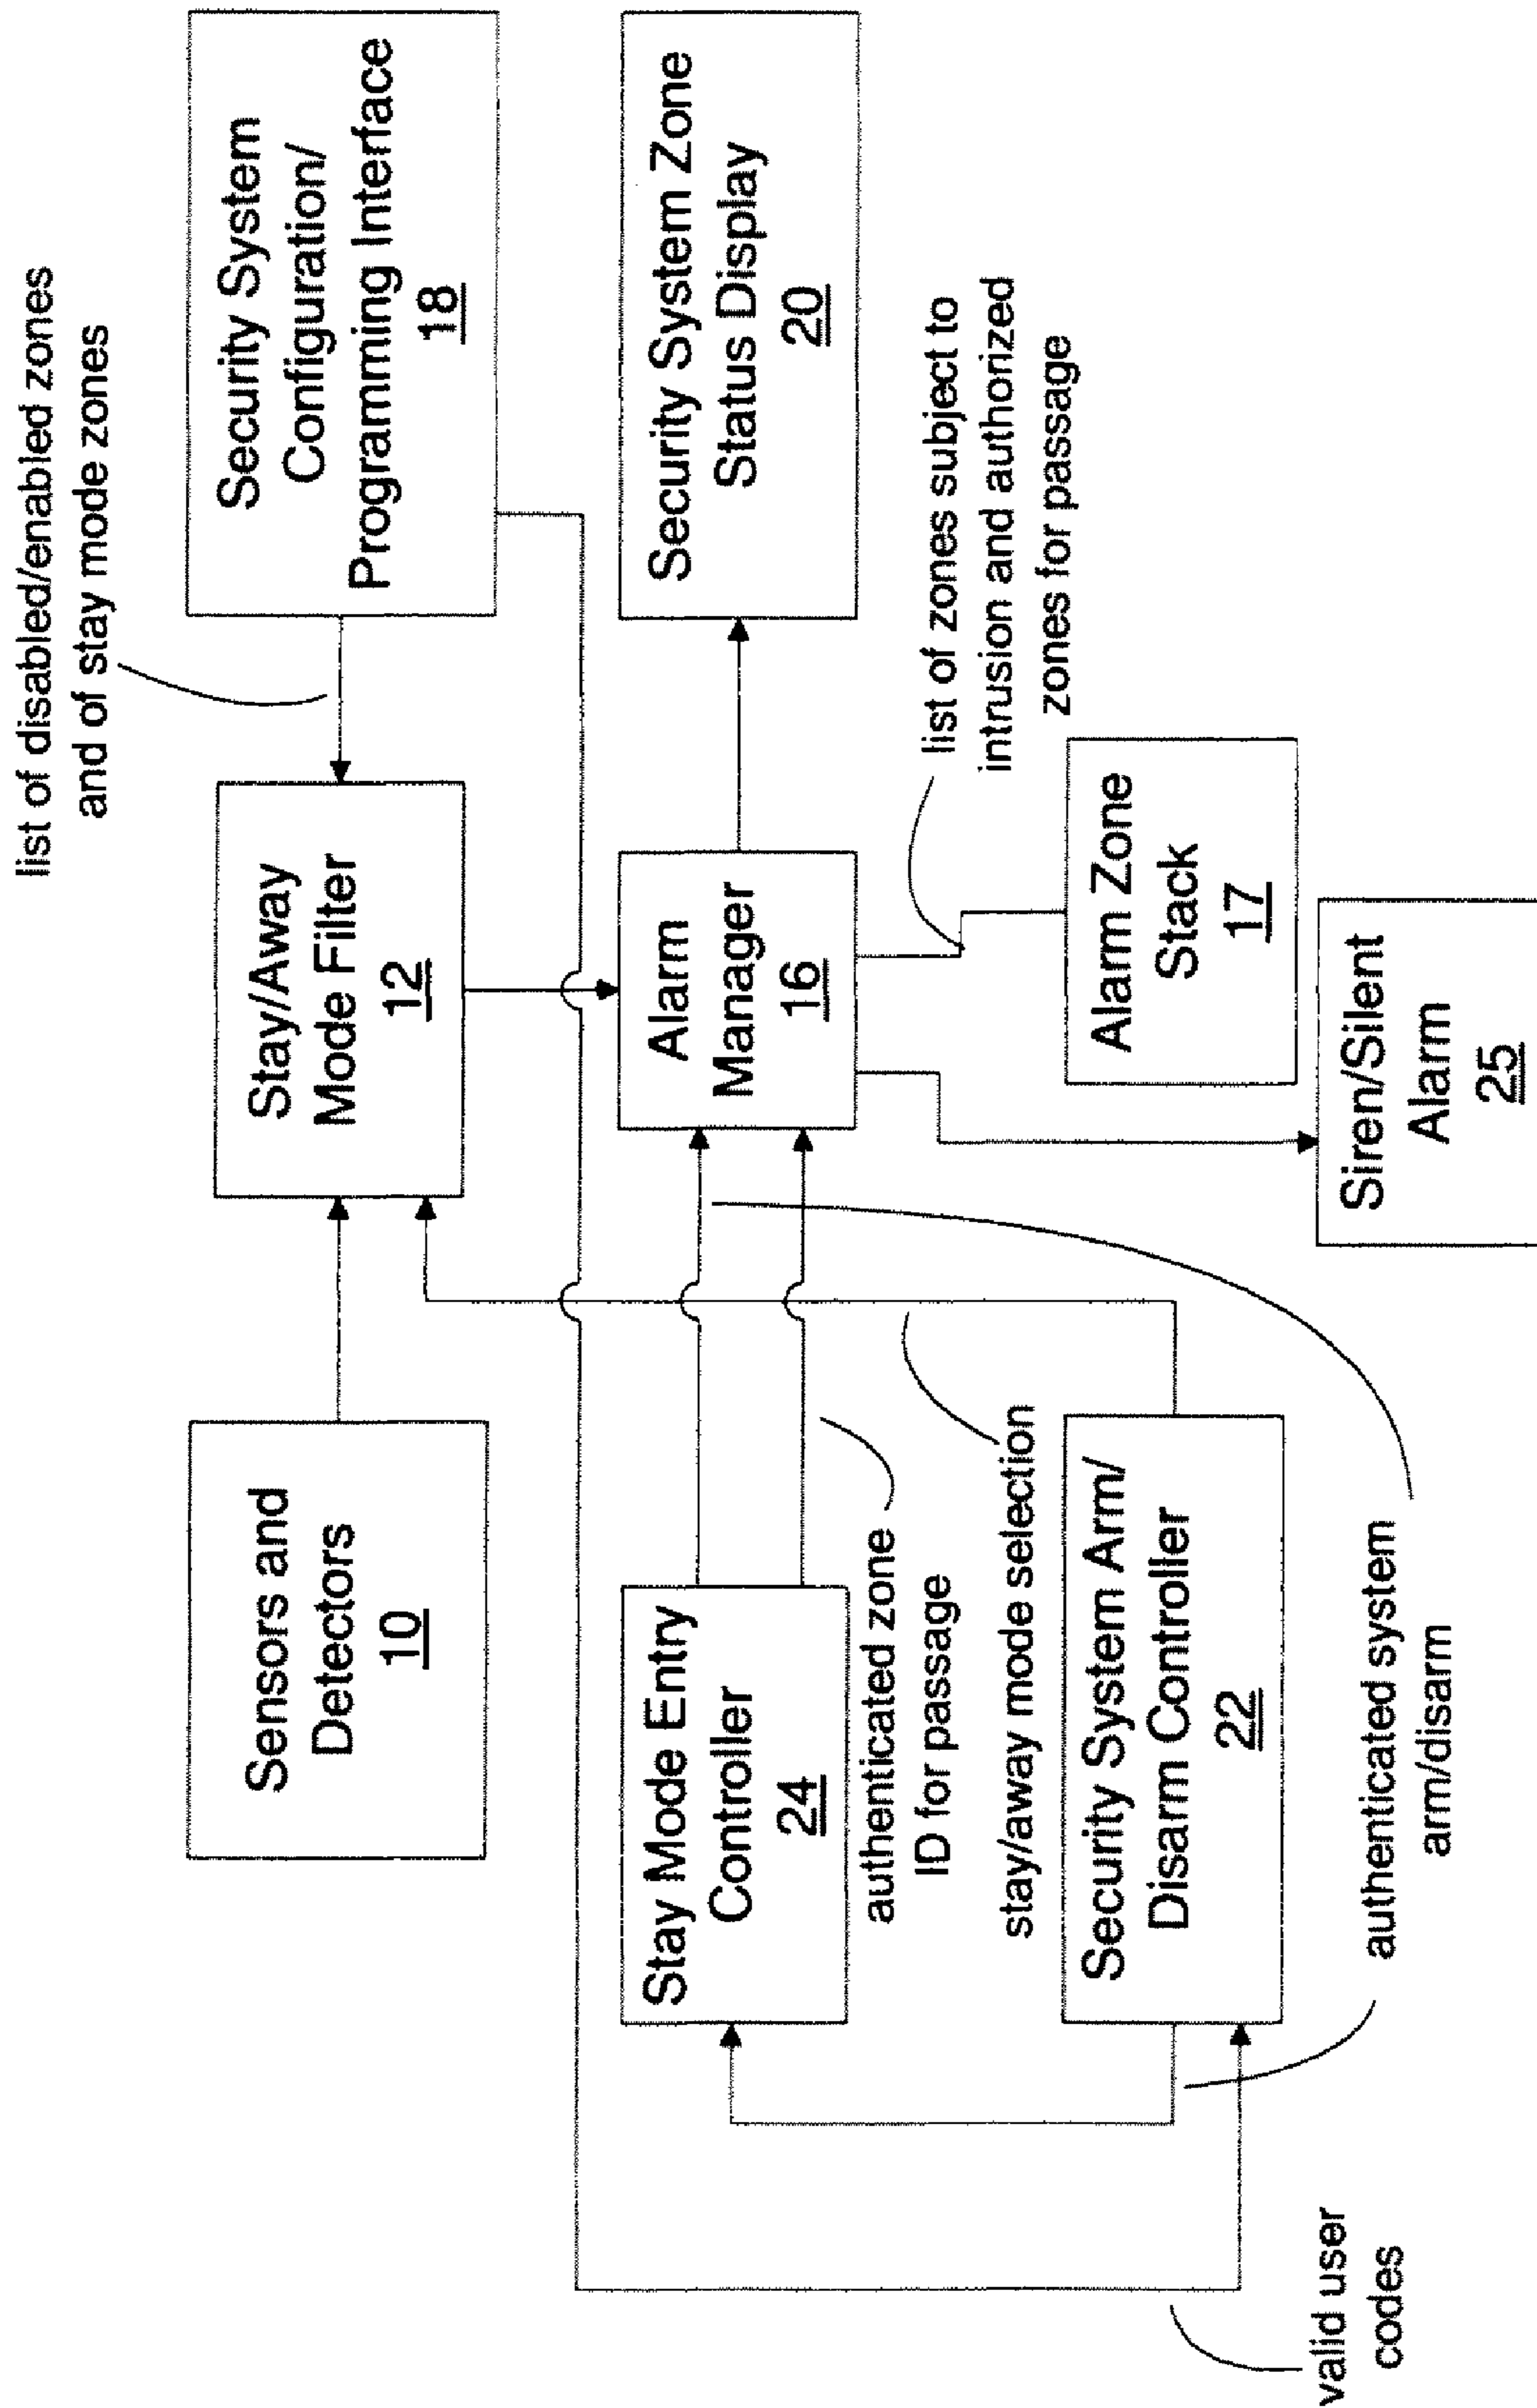 list of disabled/enabled zones
and of stay mode zones
Sensors and
Detectors
10
Stay/Away
Mode Filter
12
Security System
Configuration/
Programming Interface
18
Stay Mode Entry
Controller
24
Alarm
Manager
16
Security System Zone
Status Display
20
authenticated zone
ID for passage
list of zones subject to
intrusion and authorized
zones for passage
stay/away mode selection
Security System Arm/
Disarm Controller
22
Alarm Zone
Stack
17
valid user
codes
authenticated system
arm/disarm
Siren/Silent
Alarm
25